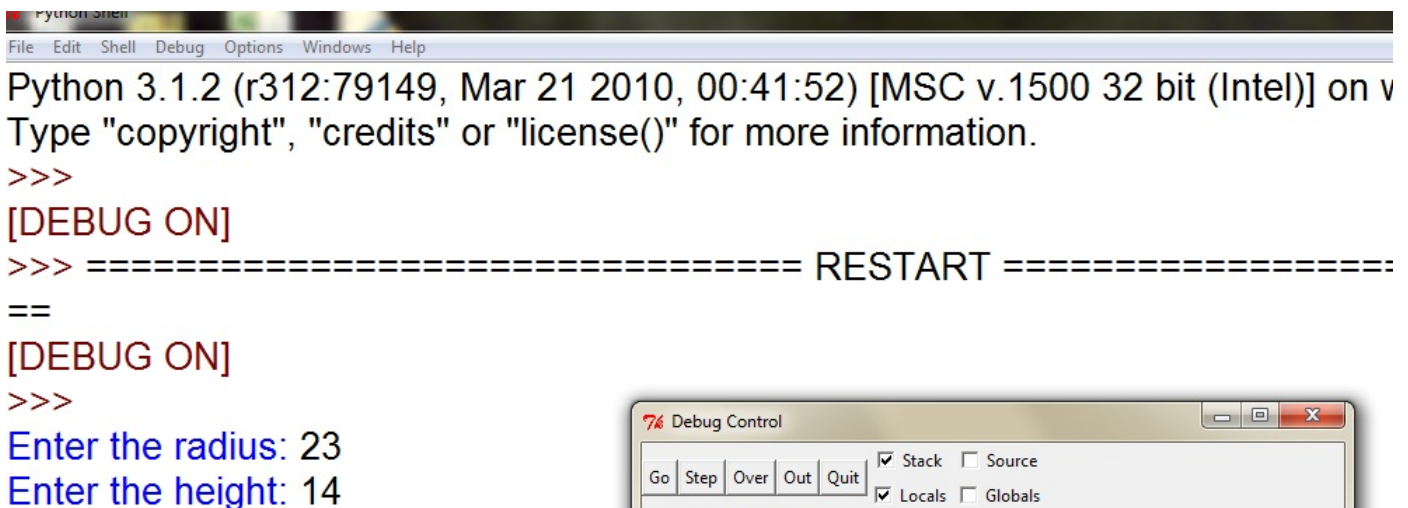 Python Shell
File Edit Shell Debug Options Windows Help
Python 3.1.2 (r312:79149, Mar 21 2010, 00:41:52) [MSC v.1500 32 bit (Intel)] on
Type "copyright", "credits" or "license()" for more information.
>>>
[DEBUG ON]
>>> ================================ RESTART ==================
==
[DEBUG ON]
>>>
Enter the radius: 23
Enter the height: 14
Debug Control
Go Step Over Out Quit
Stack Source
Locals Globals